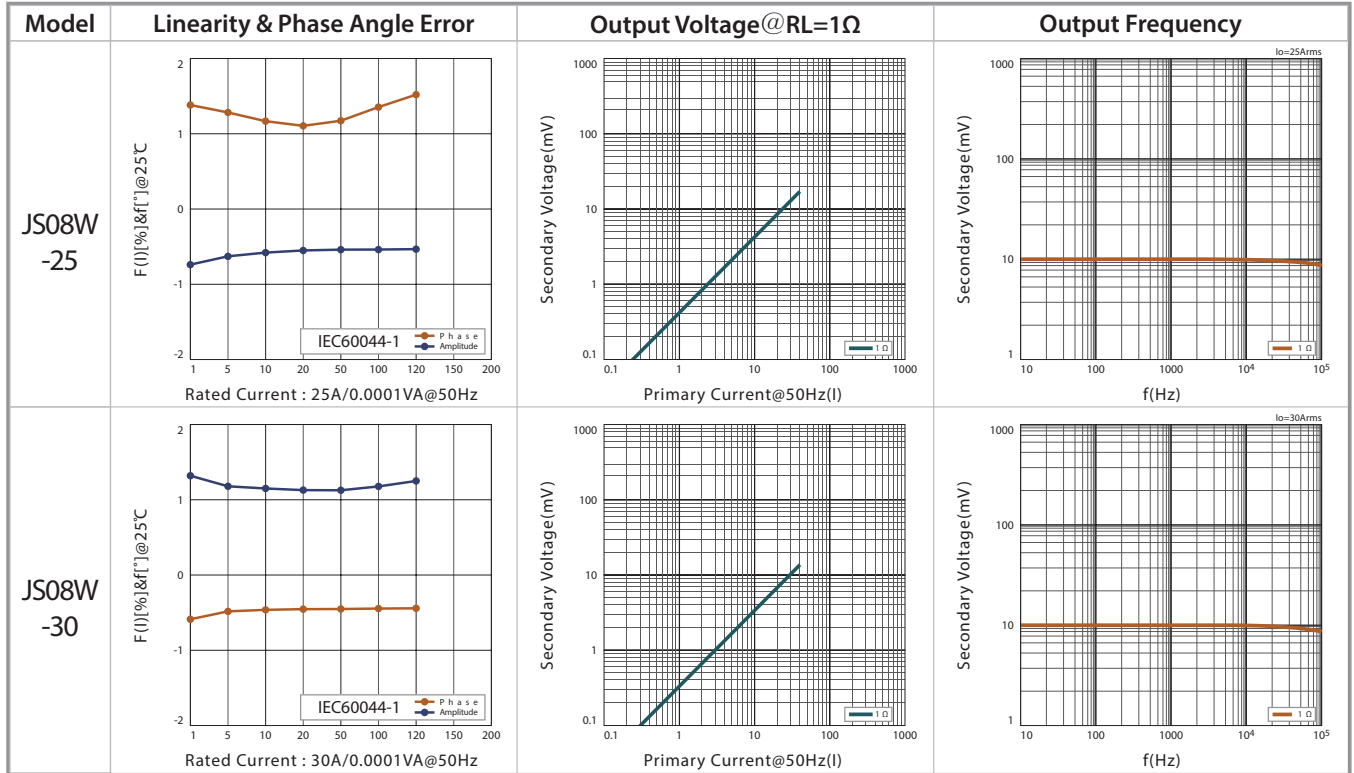 Model
Linearity & Phase Angle Error
Output Voltage@RL=1Ω
Output Frequency
JS08W
-25
F(I)[%]&f[°]@25℃
2
1
0
-1
-2
IEC60044-1
Phase
Amplitude
1 5 10 20 50 100 120 150 200
Rated Current : 25A/0.0001VA@50Hz
Secondary Voltage(mV)
1000
100
10
1
0.1
1 Ω
0.1 1 10 100 1000
Primary Current@50Hz(I)
Io=25Arms
Secondary Voltage(mV)
1000
100
10
1
1 Ω
10 100 1000 10⁴ 10⁵
f(Hz)
JS08W
-30
F(I)[%]&f[°]@25℃
2
1
0
-1
-2
IEC60044-1
Phase
Amplitude
1 5 10 20 50 100 120 150 200
Rated Current : 30A/0.0001VA@50Hz
Secondary Voltage(mV)
1000
100
10
1
0.1
1 Ω
0.1 1 10 100 1000
Primary Current@50Hz(I)
Io=30Arms
Secondary Voltage(mV)
1000
100
10
1
1 Ω
10 100 1000 10⁴ 10⁵
f(Hz)